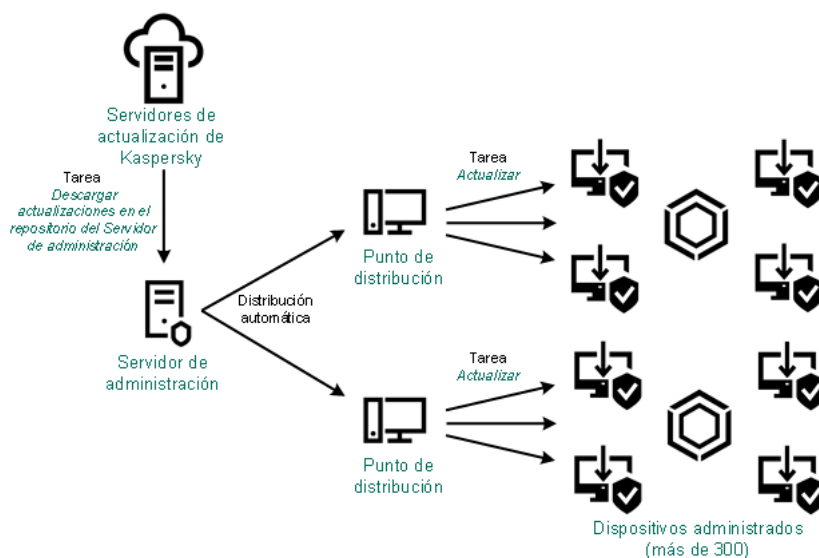 Servidores de
actualización de
Kaspersky
Tarea
Descargar
actualizaciones en el
repositorio del Servidor
de administración
Servidor de
administración
Distribución
automática
Punto de
distribución
Tarea
Actualizar
Punto de
distribución
Tarea
Actualizar
Dispositivos administrados
(más de 300)